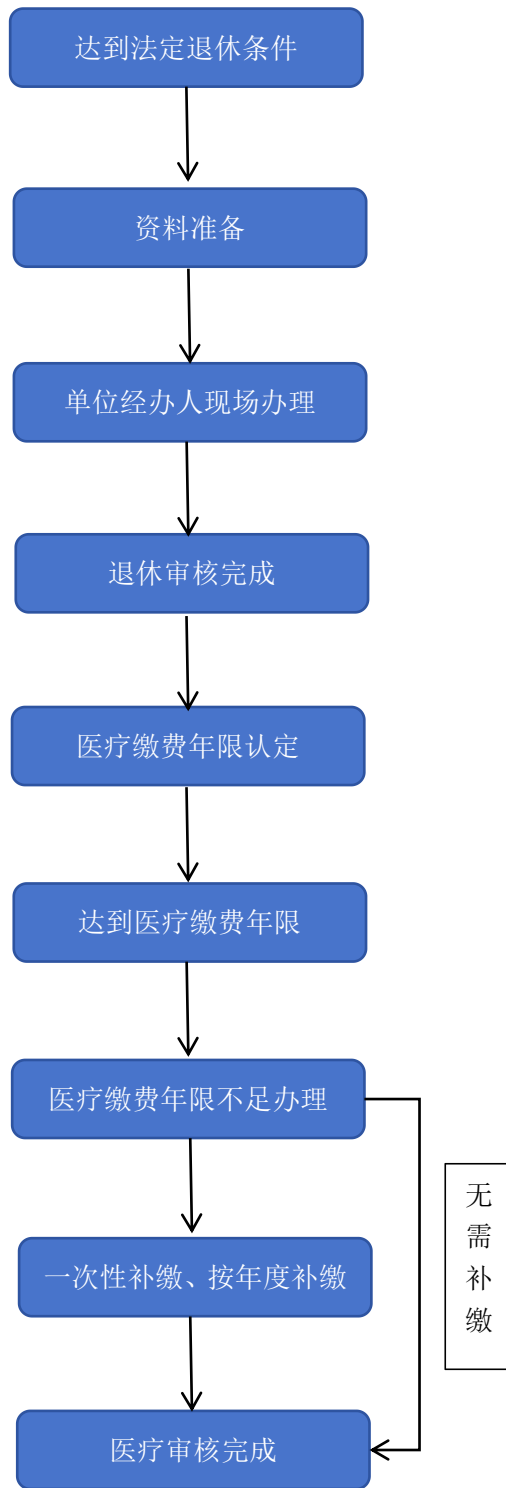 达到法定退休条件
资料准备
单位经办人现场办理
退休审核完成
医疗缴费年限认定
达到医疗缴费年限
医疗缴费年限不足办理
无
需
补
缴
一次性补缴、按年度补缴
医疗审核完成